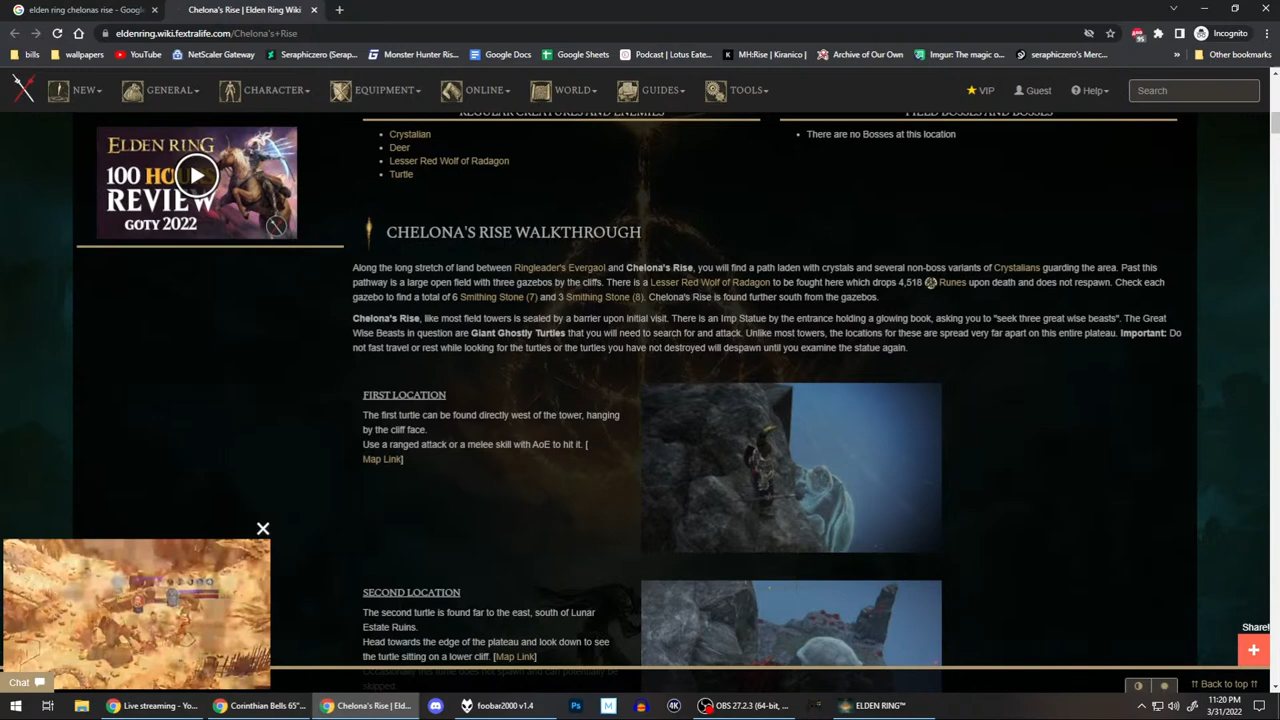 elden ring chelonas rise - Google
Chelona's Rise | Elden Ring Wiki
eldenring.wiki.fextralife.com/Chelona's+Rise
95
Incognito
bills
wallpapers
YouTube
NetScaler Gateway
Seraphiczero (Serap...
Monster Hunter Ris...
Google Docs
Google Sheets
Podcast | Lotus Eate...
MH:Rise | Kiranico |
Archive of Our Own
Imgur: The magic o...
seraphiczero's Merc...
Other bookmarks
NEW
GENERAL
CHARACTER
EQUIPMENT
ONLINE
WORLD
GUIDES
TOOLS
VIP
Guest
Help
Search
REGULAR CREATURES AND ENEMIES
FIELD BOSSES AND BOSSES
Crystalian
Deer
Lesser Red Wolf of Radagon
Turtle
There are no Bosses at this location
ELDEN RING
100 HOU
REVIEW
GOTY 2022
CHELONA'S RISE WALKTHROUGH
Along the long stretch of land between Ringleader's Evergaol and Chelona's Rise, you will find a path laden with crystals and several non-boss variants of Crystalians guarding the area. Past this
pathway is a large open field with three gazebos by the cliffs. There is a Lesser Red Wolf of Radagon to be fought here which drops 4,518 Runes upon death and does not respawn. Check each
gazebo to find a total of 6 Smithing Stone (7) and 3 Smithing Stone (8). Chelona's Rise is found further south from the gazebos.
Chelona's Rise, like most field towers is sealed by a barrier upon initial visit. There is an Imp Statue by the entrance holding a glowing book, asking you to "seek three great wise beasts". The Great
Wise Beasts in question are Giant Ghostly Turtles that you will need to search for and attack. Unlike most towers, the locations for these are spread very far apart on this entire plateau. Important: Do
not fast travel or rest while looking for the turtles or the turtles you have not destroyed will despawn until you examine the statue again.
FIRST LOCATION
The first turtle can be found directly west of the tower, hanging
by the cliff face.
Use a ranged attack or a melee skill with AoE to hit it. [
Map Link]
SECOND LOCATION
The second turtle is found far to the east, south of Lunar
Estate Ruins.
Head towards the edge of the plateau and look down to see
the turtle sitting on a lower cliff. [Map Link]
Occasionally this turtle does not spawn and can potentially be
skipped.
Share!
Chat
Back to top
Live streaming - Yo...
Corinthian Bells 65"...
Chelona's Rise | Eld...
foobar2000 v1.4
Ps
M
4K
OBS 27.2.3 (64-bit, ...
ELDEN RING™
11:20 PM
3/31/2022